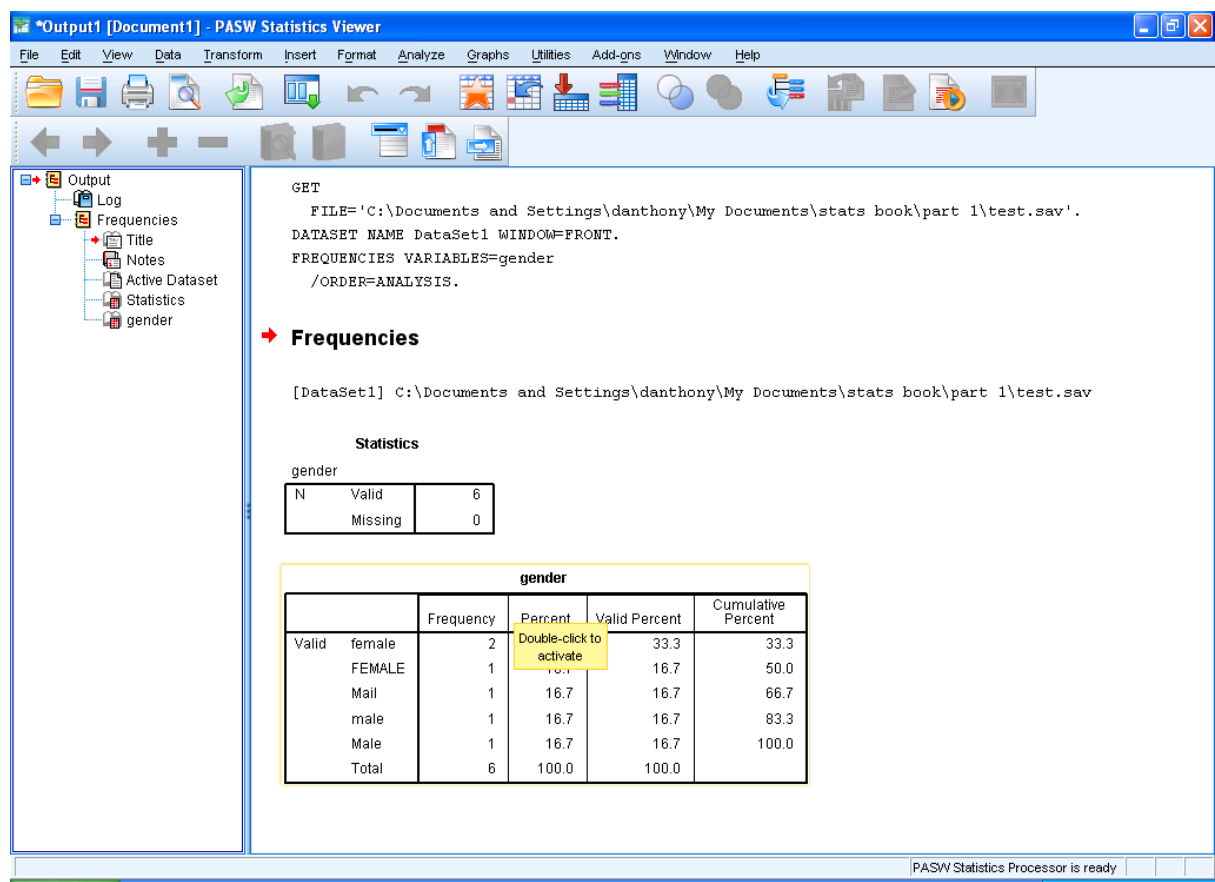 *Output1 [Document1] - PASW Statistics Viewer
File Edit View Data Transform Insert Format Analyze Graphs Utilities Add-ons Window Help
Output
Log
Frequencies
Title
Notes
Active Dataset
Statistics
gender
GET
FILE='C:\Documents and Settings\danthony\My Documents\stats book\part 1\test.sav'.
DATASET NAME DataSet1 WINDOW=FRONT.
FREQUENCIES VARIABLES=gender
/ORDER=ANALYSIS.
Frequencies
[DataSet1] C:\Documents and Settings\danthony\My Documents\stats book\part 1\test.sav
Statistics
gender
N Valid 6
Missing 0
gender
Frequency Percent Valid Percent Cumulative Percent
Valid female 2 33.3 33.3
Double-click to
activate
FEMALE 1 16.7 50.0
Mail 1 16.7 16.7 66.7
male 1 16.7 16.7 83.3
Male 1 16.7 16.7 100.0
Total 6 100.0 100.0
PASW Statistics Processor is ready